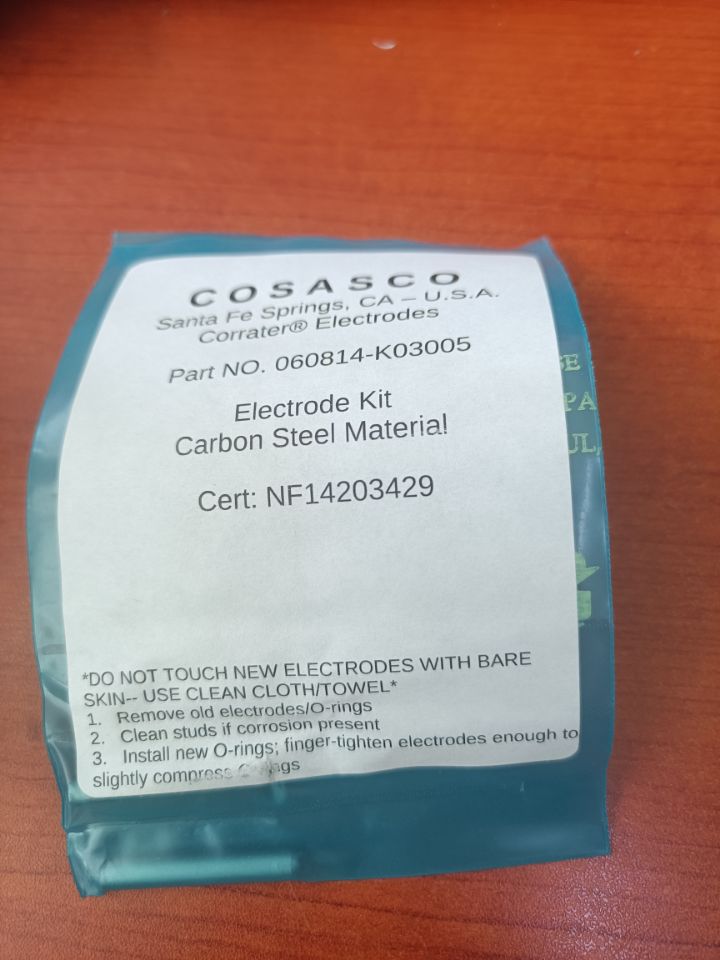 COSASCO
Santa Fe Springs, CA – U.S.A.
Corrater® Electrodes
Part NO. 060814-K03005
Electrode Kit
Carbon Steel Material
Cert: NF14203429
*DO NOT TOUCH NEW ELECTRODES WITH BARE
SKIN-- USE CLEAN CLOTH/TOWEL*
1. Remove old electrodes/O-rings
2. Clean studs if corrosion present
3. Install new O-rings; finger-tighten electrodes enough to
slightly compress